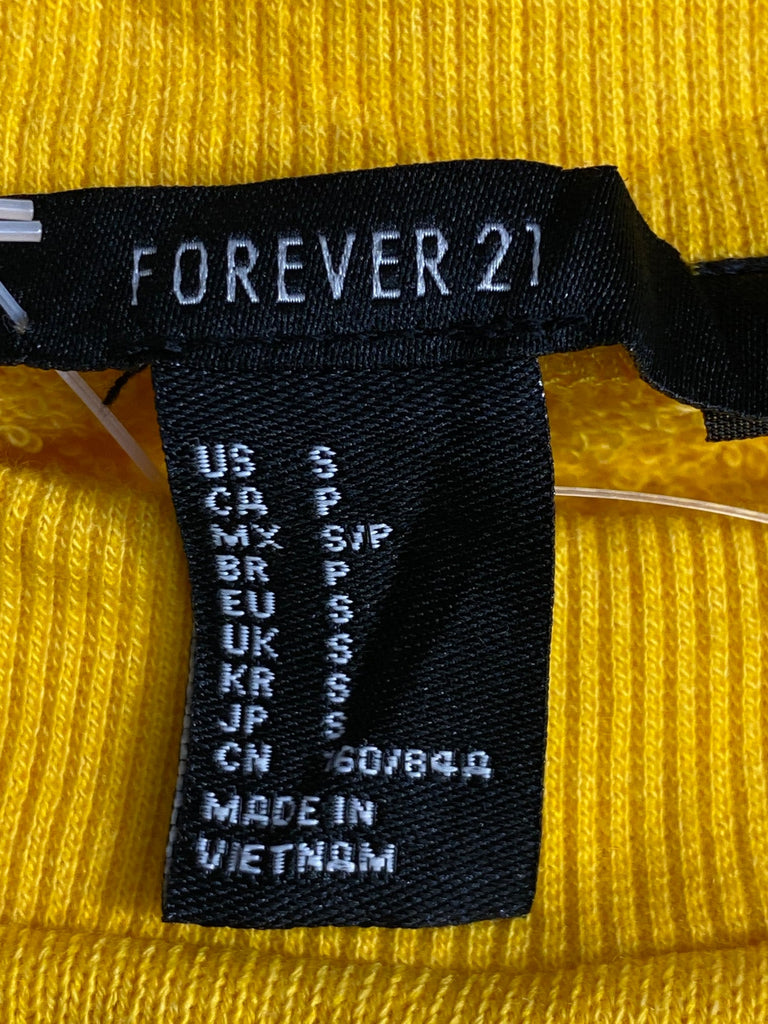 FOREVER 21
US S
CA P
MX S/P
BR P
EU S
UK S
KR S
JP S
CN 160/84A
MADE IN
VIETNAM